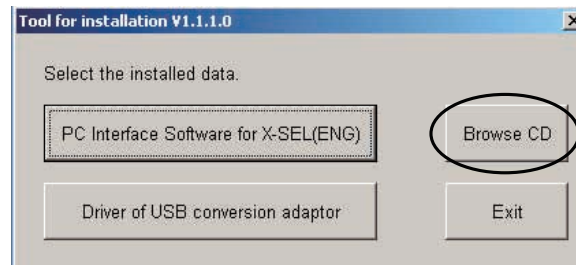 Tool for installation V1.1.1.0
Select the installed data.
PC Interface Software for X-SEL(ENG)
Browse CD
Driver of USB conversion adaptor
Exit